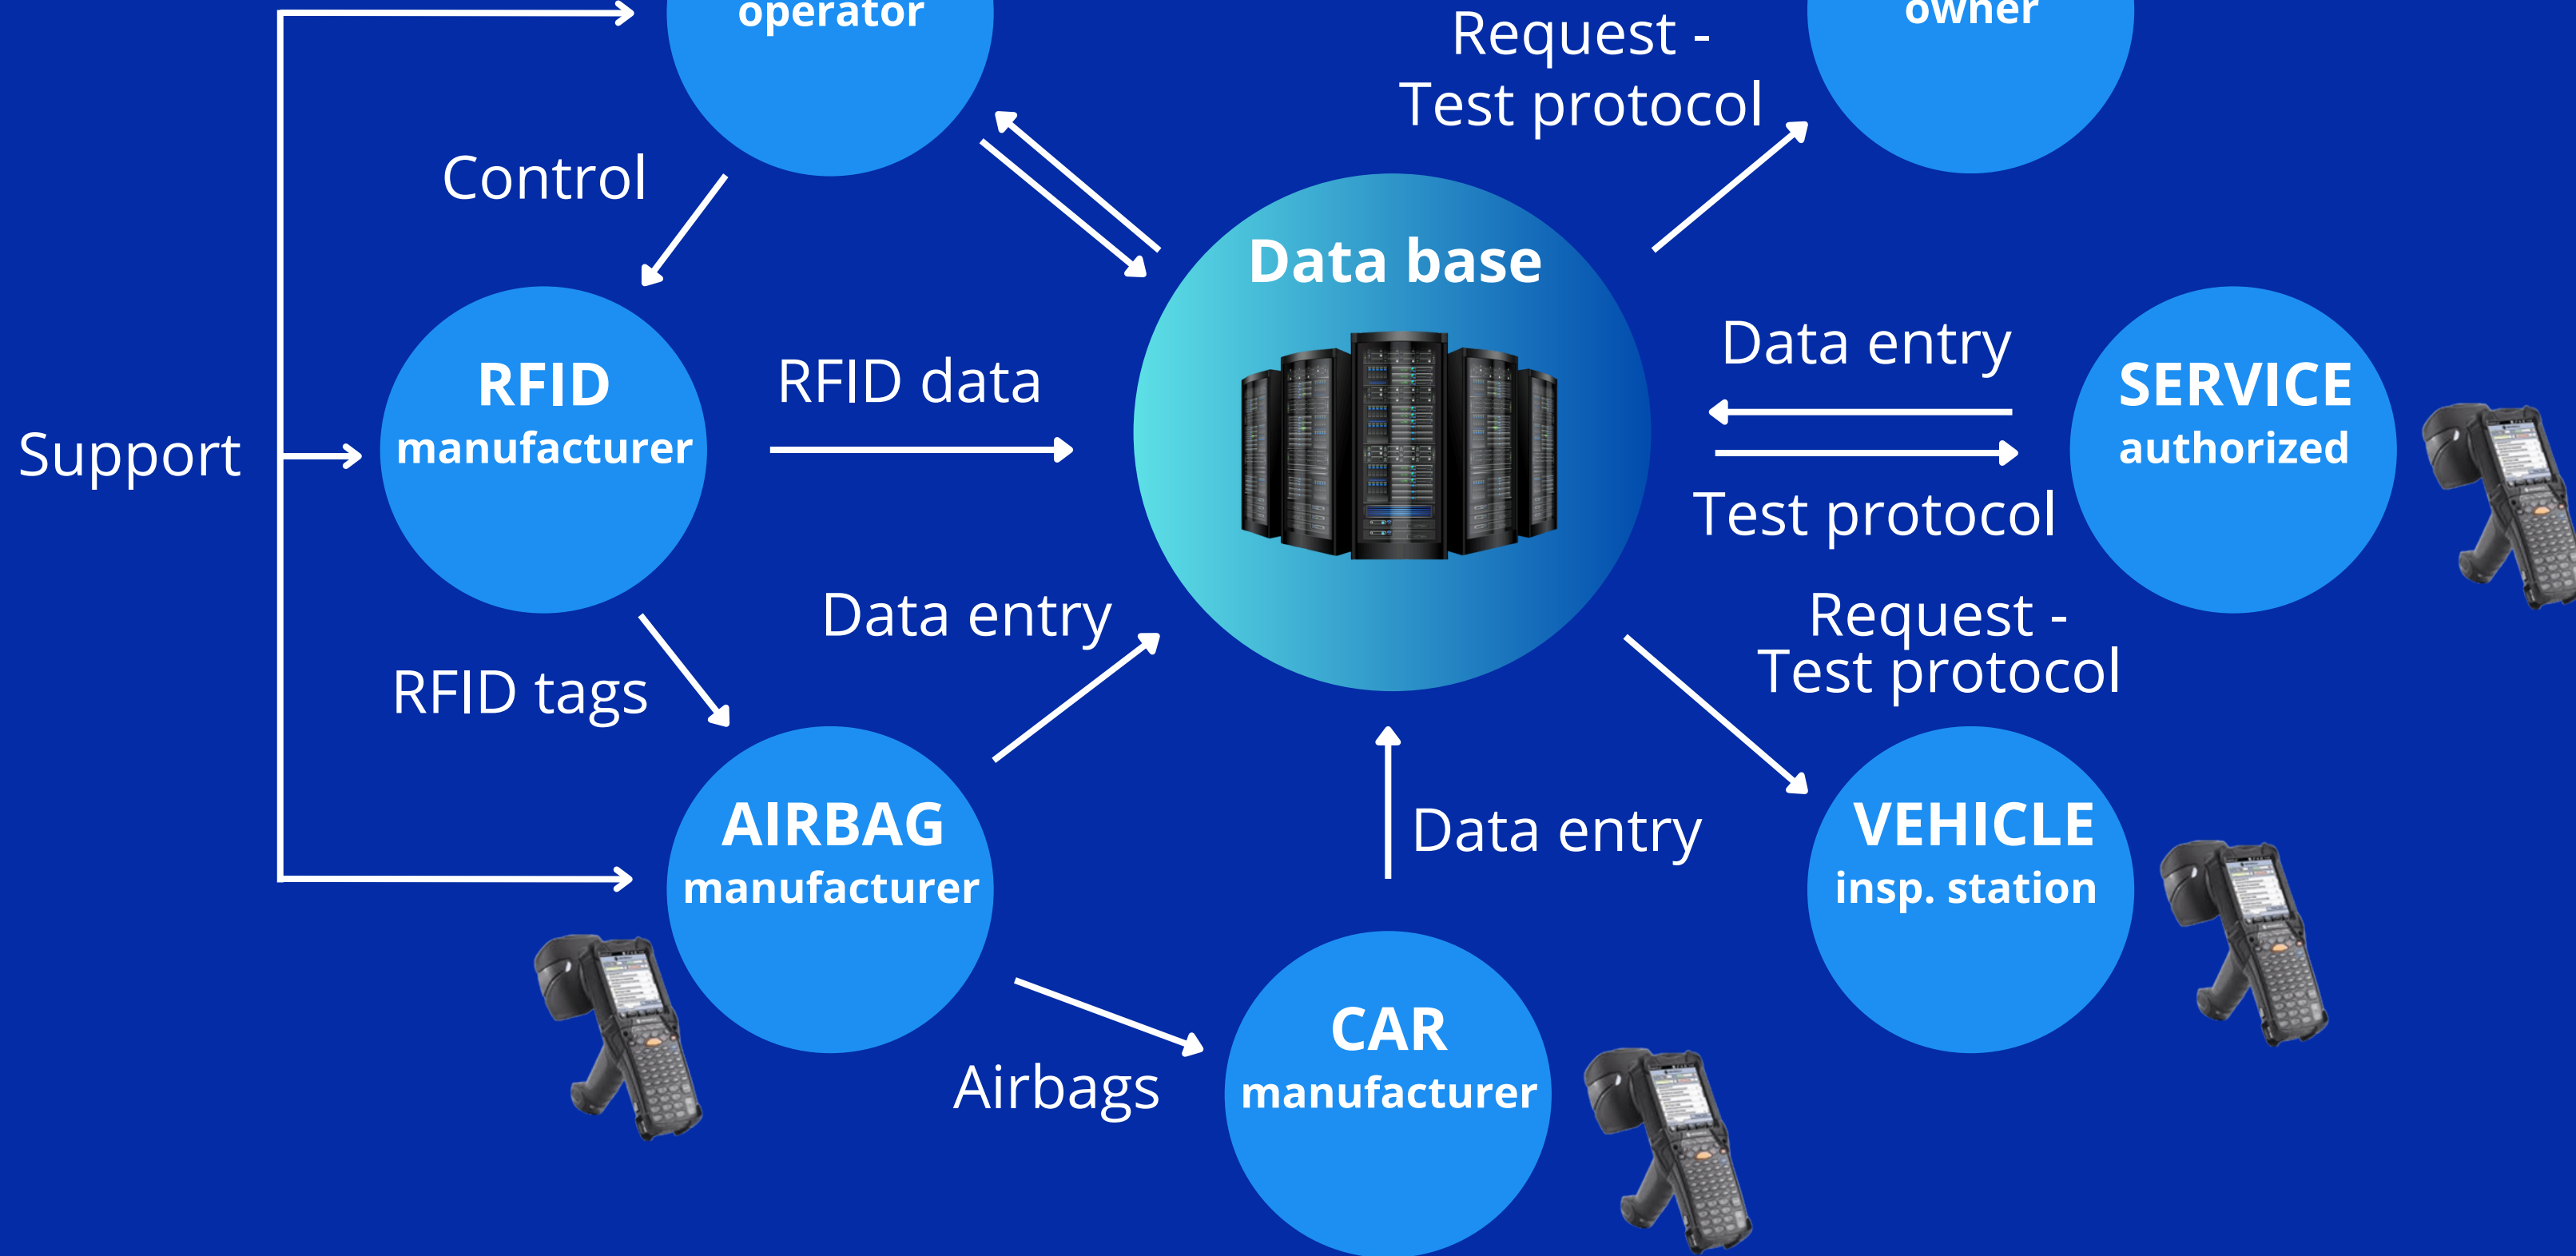 operator
owner
Request -
Test protocol
Control
Data base
RFID
manufacturer
RFID data
Data entry
SERVICE
authorized
Support
Test protocol
Data entry
Request -
Test protocol
RFID tags
AIRBAG
manufacturer
Data entry
VEHICLE
insp. station
CAR
manufacturer
Airbags